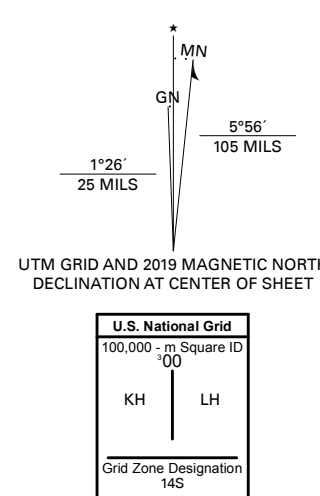 ★
MN
GN
5°56´
105 MILS
1°26´
25 MILS
UTM GRID AND 2019 MAGNETIC NORTH
DECLINATION AT CENTER OF SHEET
U.S. National Grid
100,000 - m Square ID
³00
KH LH
Grid Zone Designation
14S